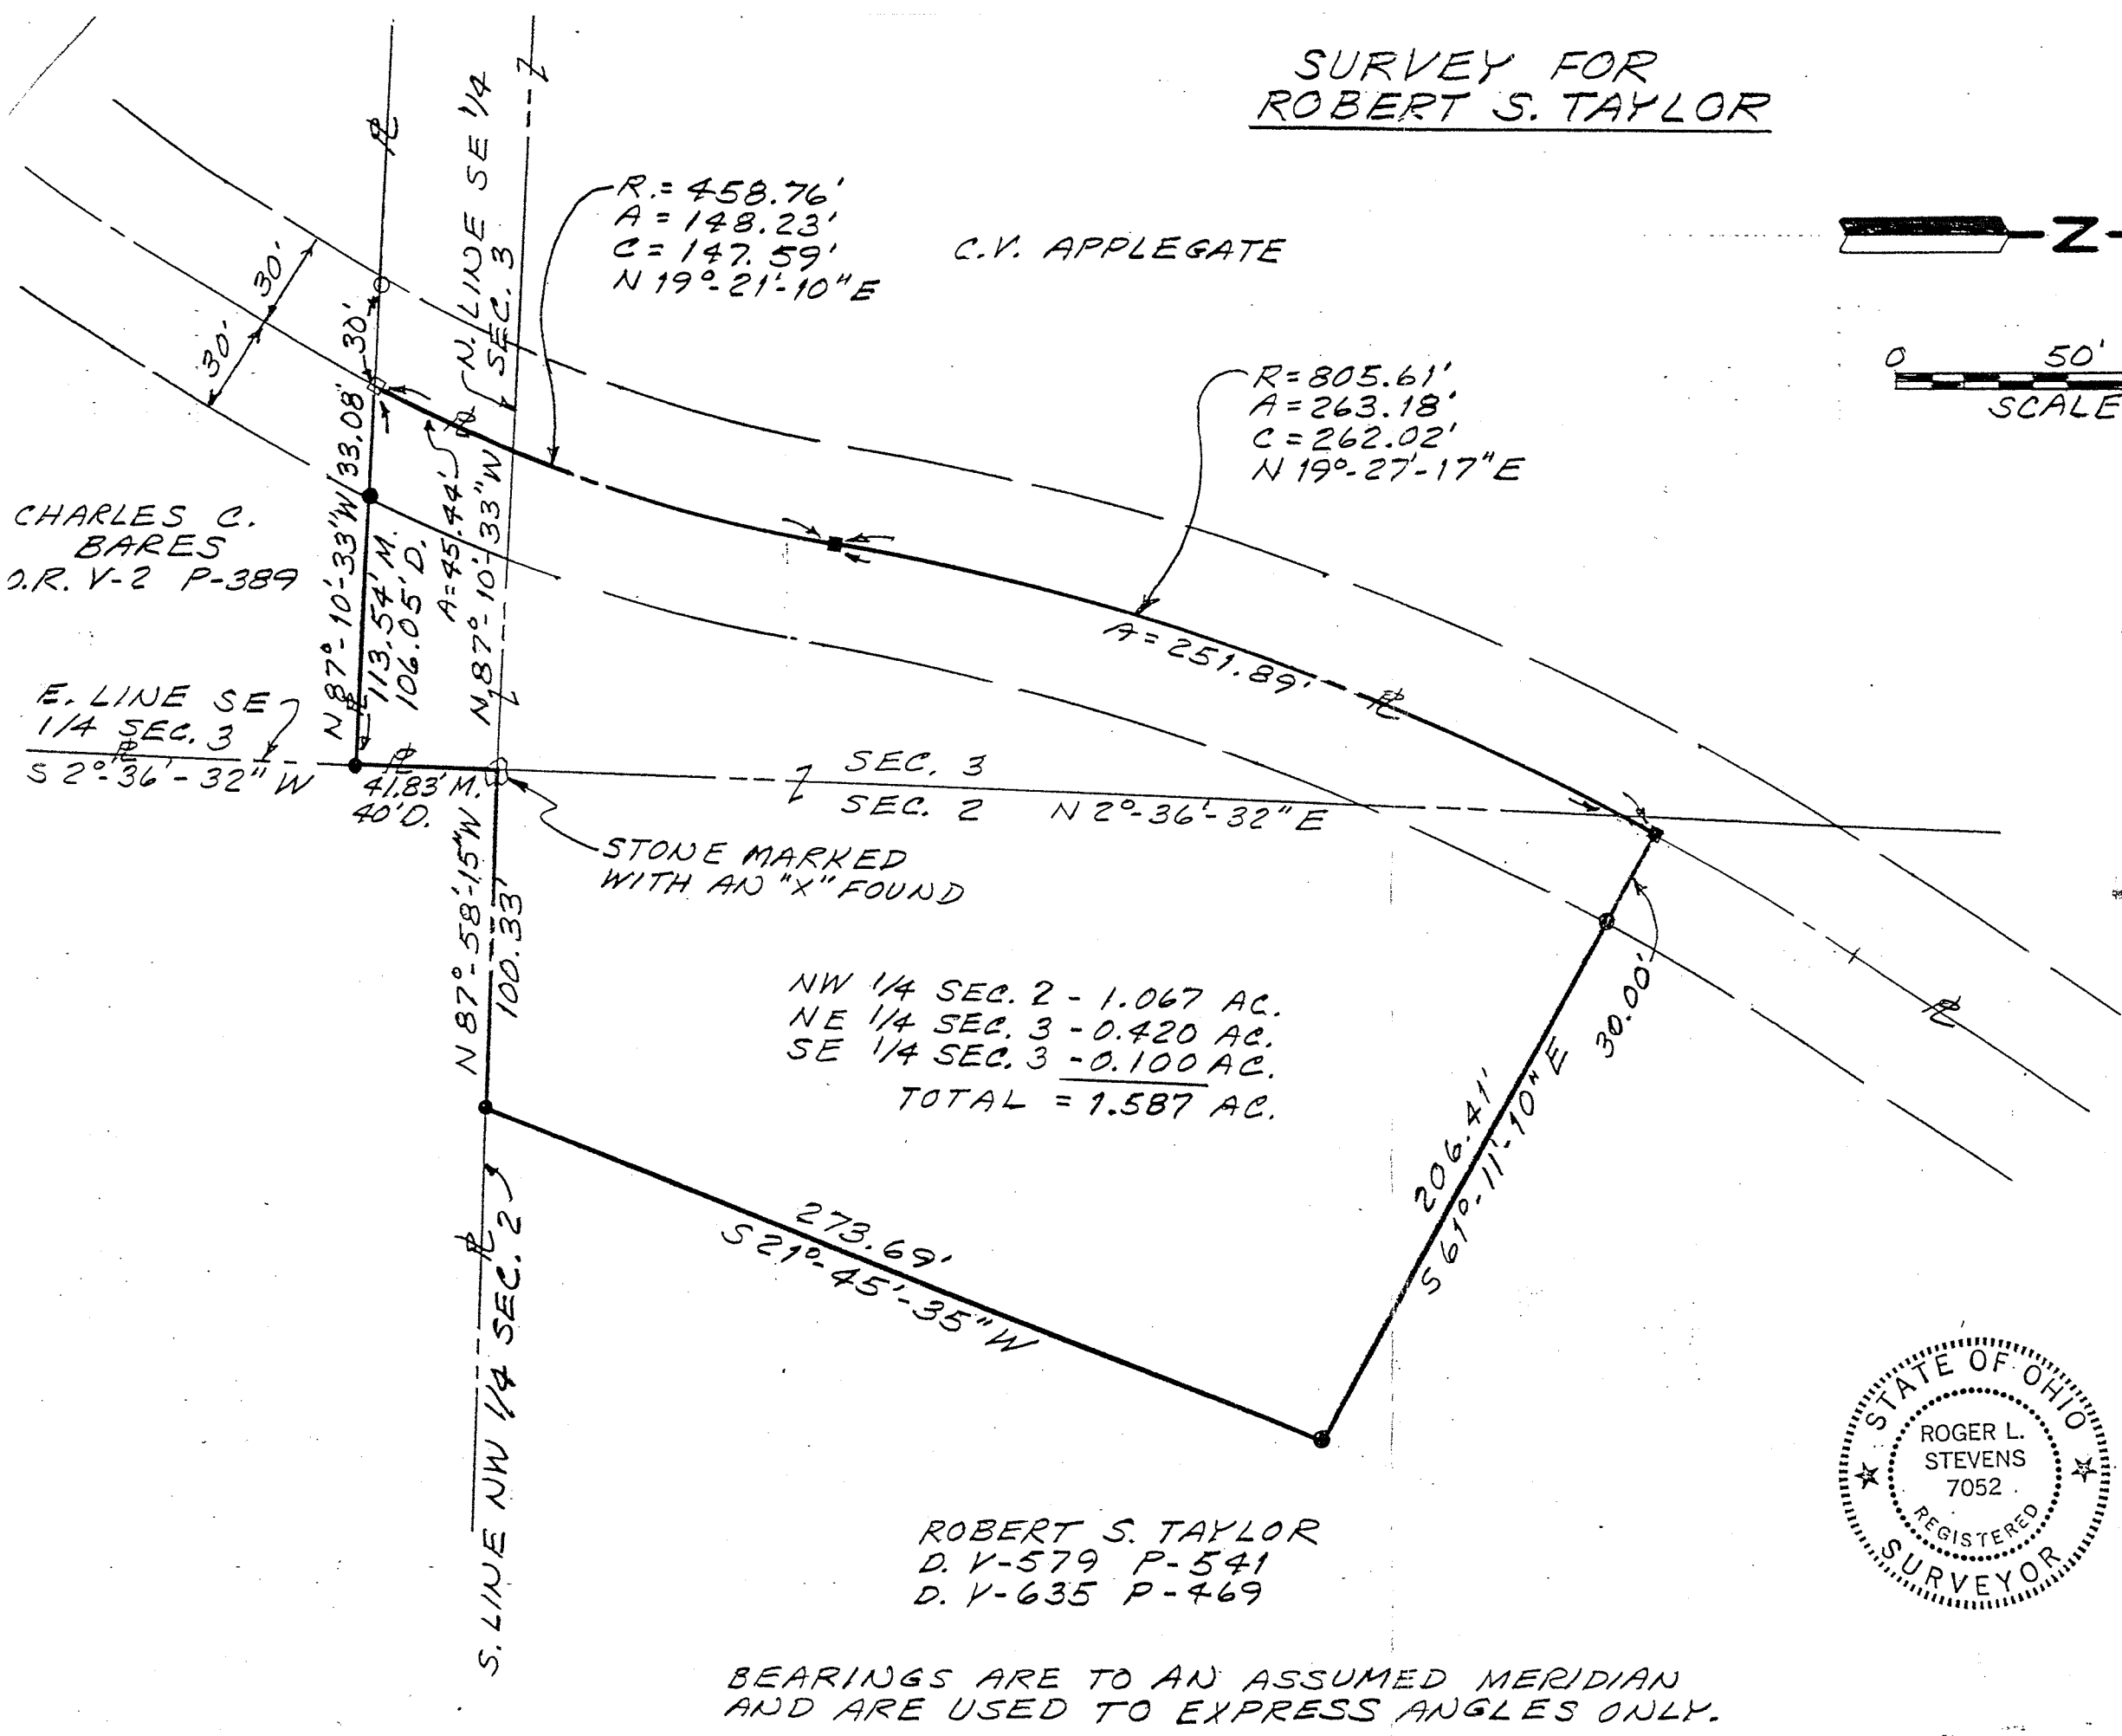 SURVEY FOR
ROBERT S. TAYLOR
N
0 50'
SCALE
R.= 458.76'
A = 148.23'
C = 147.59'
N 19°-21'-10" E
C.V. APPLEGATE
R=805.61'
A=263.18'
C=262.02'
N 19°-27'-17" E
N. LINE SE 1/4
SEC. 3
30'
30'
30'
33.08'
N 87°-10'-33" W
113.54' M.
106.05' D.
A=45.44'
N 87°-10'-33" W
CHARLES C.
BARES
O.R. V-2 P-389
A=251.89'
E. LINE SE
1/4 SEC. 3
S 2°-36'-32" W
41.83' M.
40' D.
SEC. 3
SEC. 2 N 2°-36'-32" E
STONE MARKED
WITH AN "X" FOUND
N 87°-58'-15" W
100.33'
NW 1/4 SEC. 2 - 1.067 AC.
NE 1/4 SEC. 3 - 0.420 AC.
SE 1/4 SEC. 3 - 0.100 AC.
TOTAL = 1.587 AC.
30.00'
206.41'
S 61°-11'-10" E
273.69'
S 21°-45'-35" W
S. LINE NW 1/4 SEC. 2
STATE OF OHIO
ROGER L.
STEVENS
7052
REGISTERED
SURVEYOR
ROBERT S. TAYLOR
D. V-579 P-541
D. V-635 P-469
BEARINGS ARE TO AN ASSUMED MERIDIAN
AND ARE USED TO EXPRESS ANGLES ONLY.